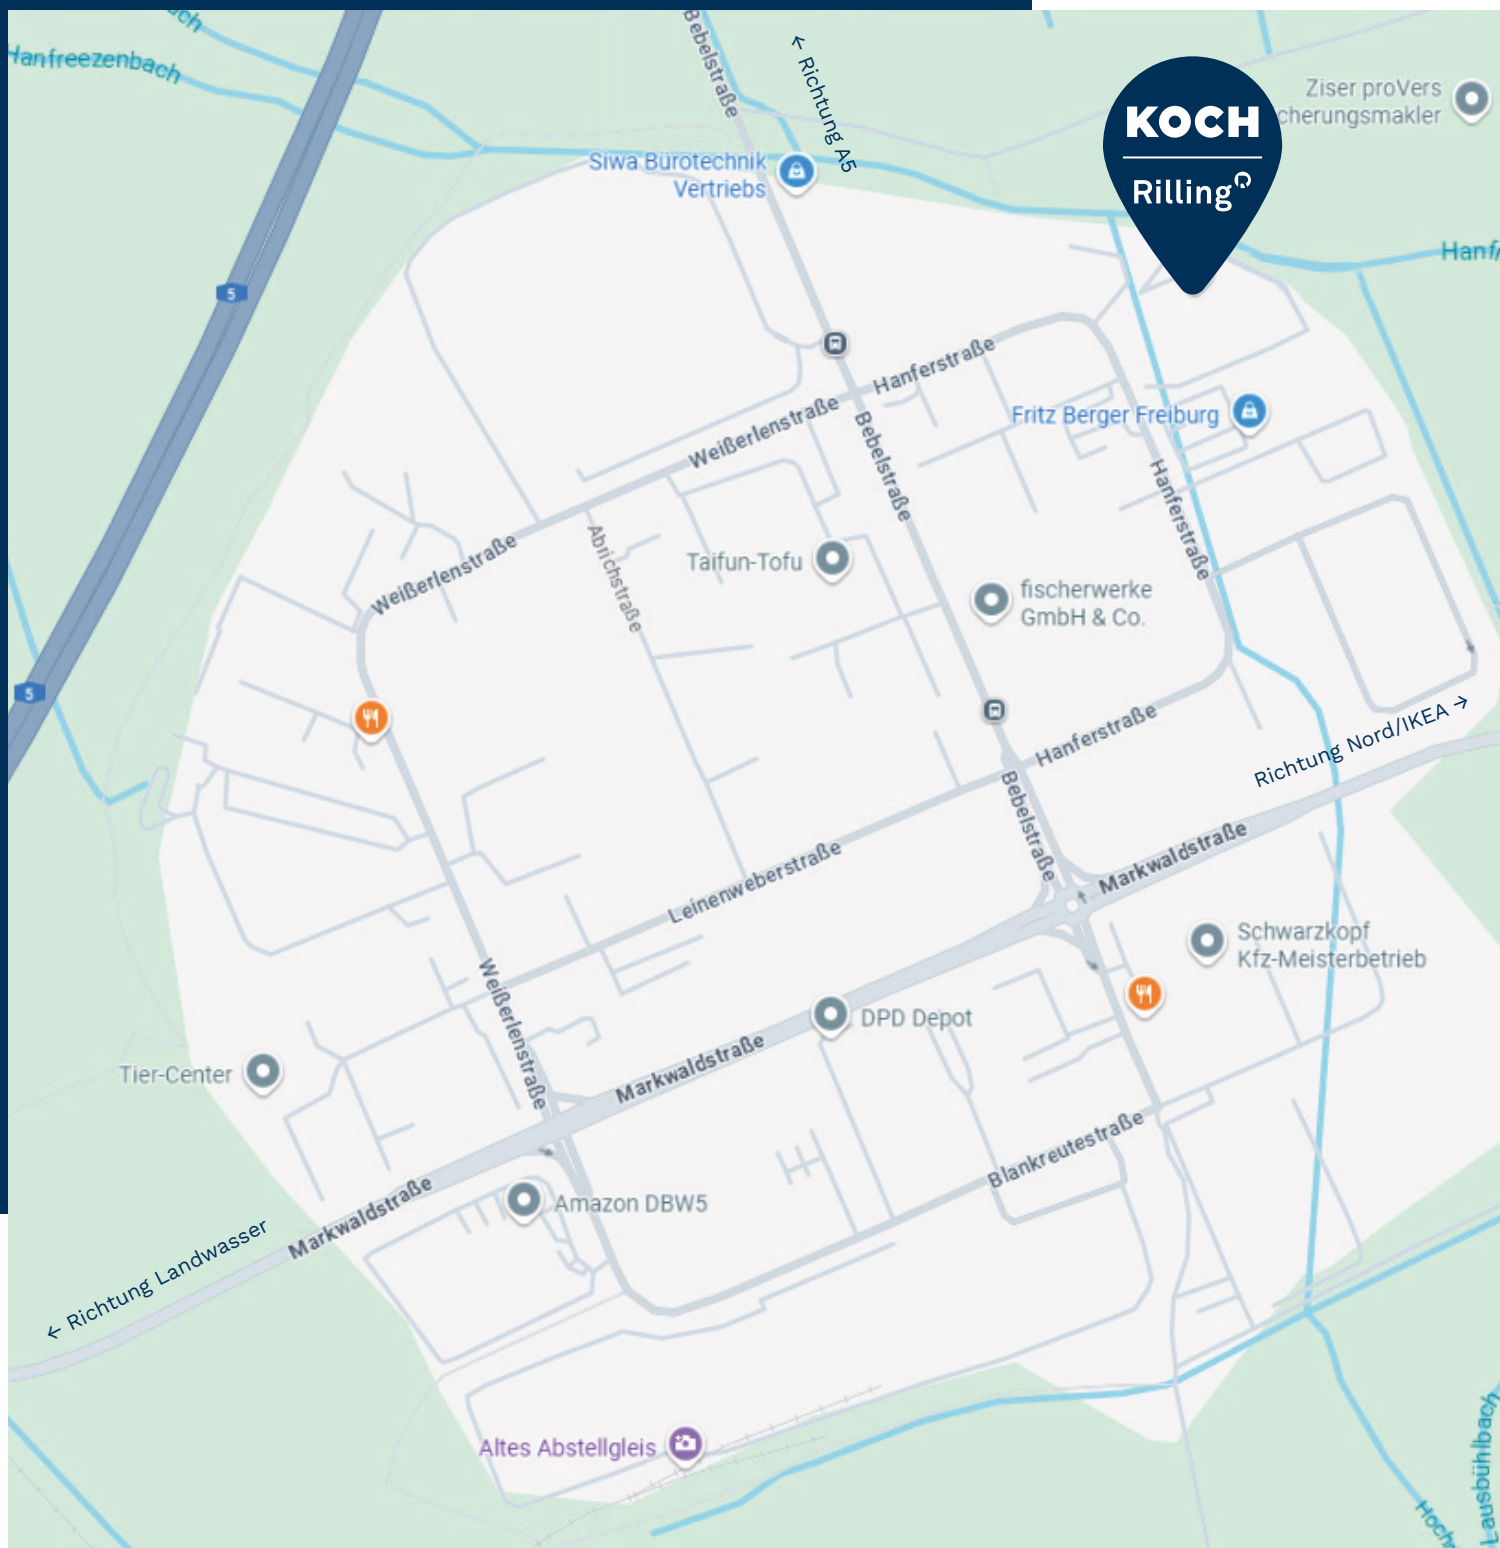 Hanfreezenbach
Bebelstraße
← Richtung A5
KOCH
Rilling
Ziser proVers
cherungsmakler
Siwa Bürotechnik
Vertriebs
5
Hanferstraße
Weißerlenstraße
Fritz Berger Freiburg
Bebelstraße
Hanferstraße
Weißerlenstraße
Abrichstraße
Taifun-Tofu
fischerwerke
GmbH & Co.
5
Hanferstraße
Richtung Nord/IKEA →
Bebelstraße
Markwaldstraße
Leinenweberstraße
Schwarzkopf
Kfz-Meisterbetrieb
Weißerlenstraße
DPD Depot
Markwaldstraße
Tier-Center
Blankreutestraße
Amazon DBW5
Markwaldstraße
← Richtung Landwasser
Altes Abstellgleis
Lausbühlbach